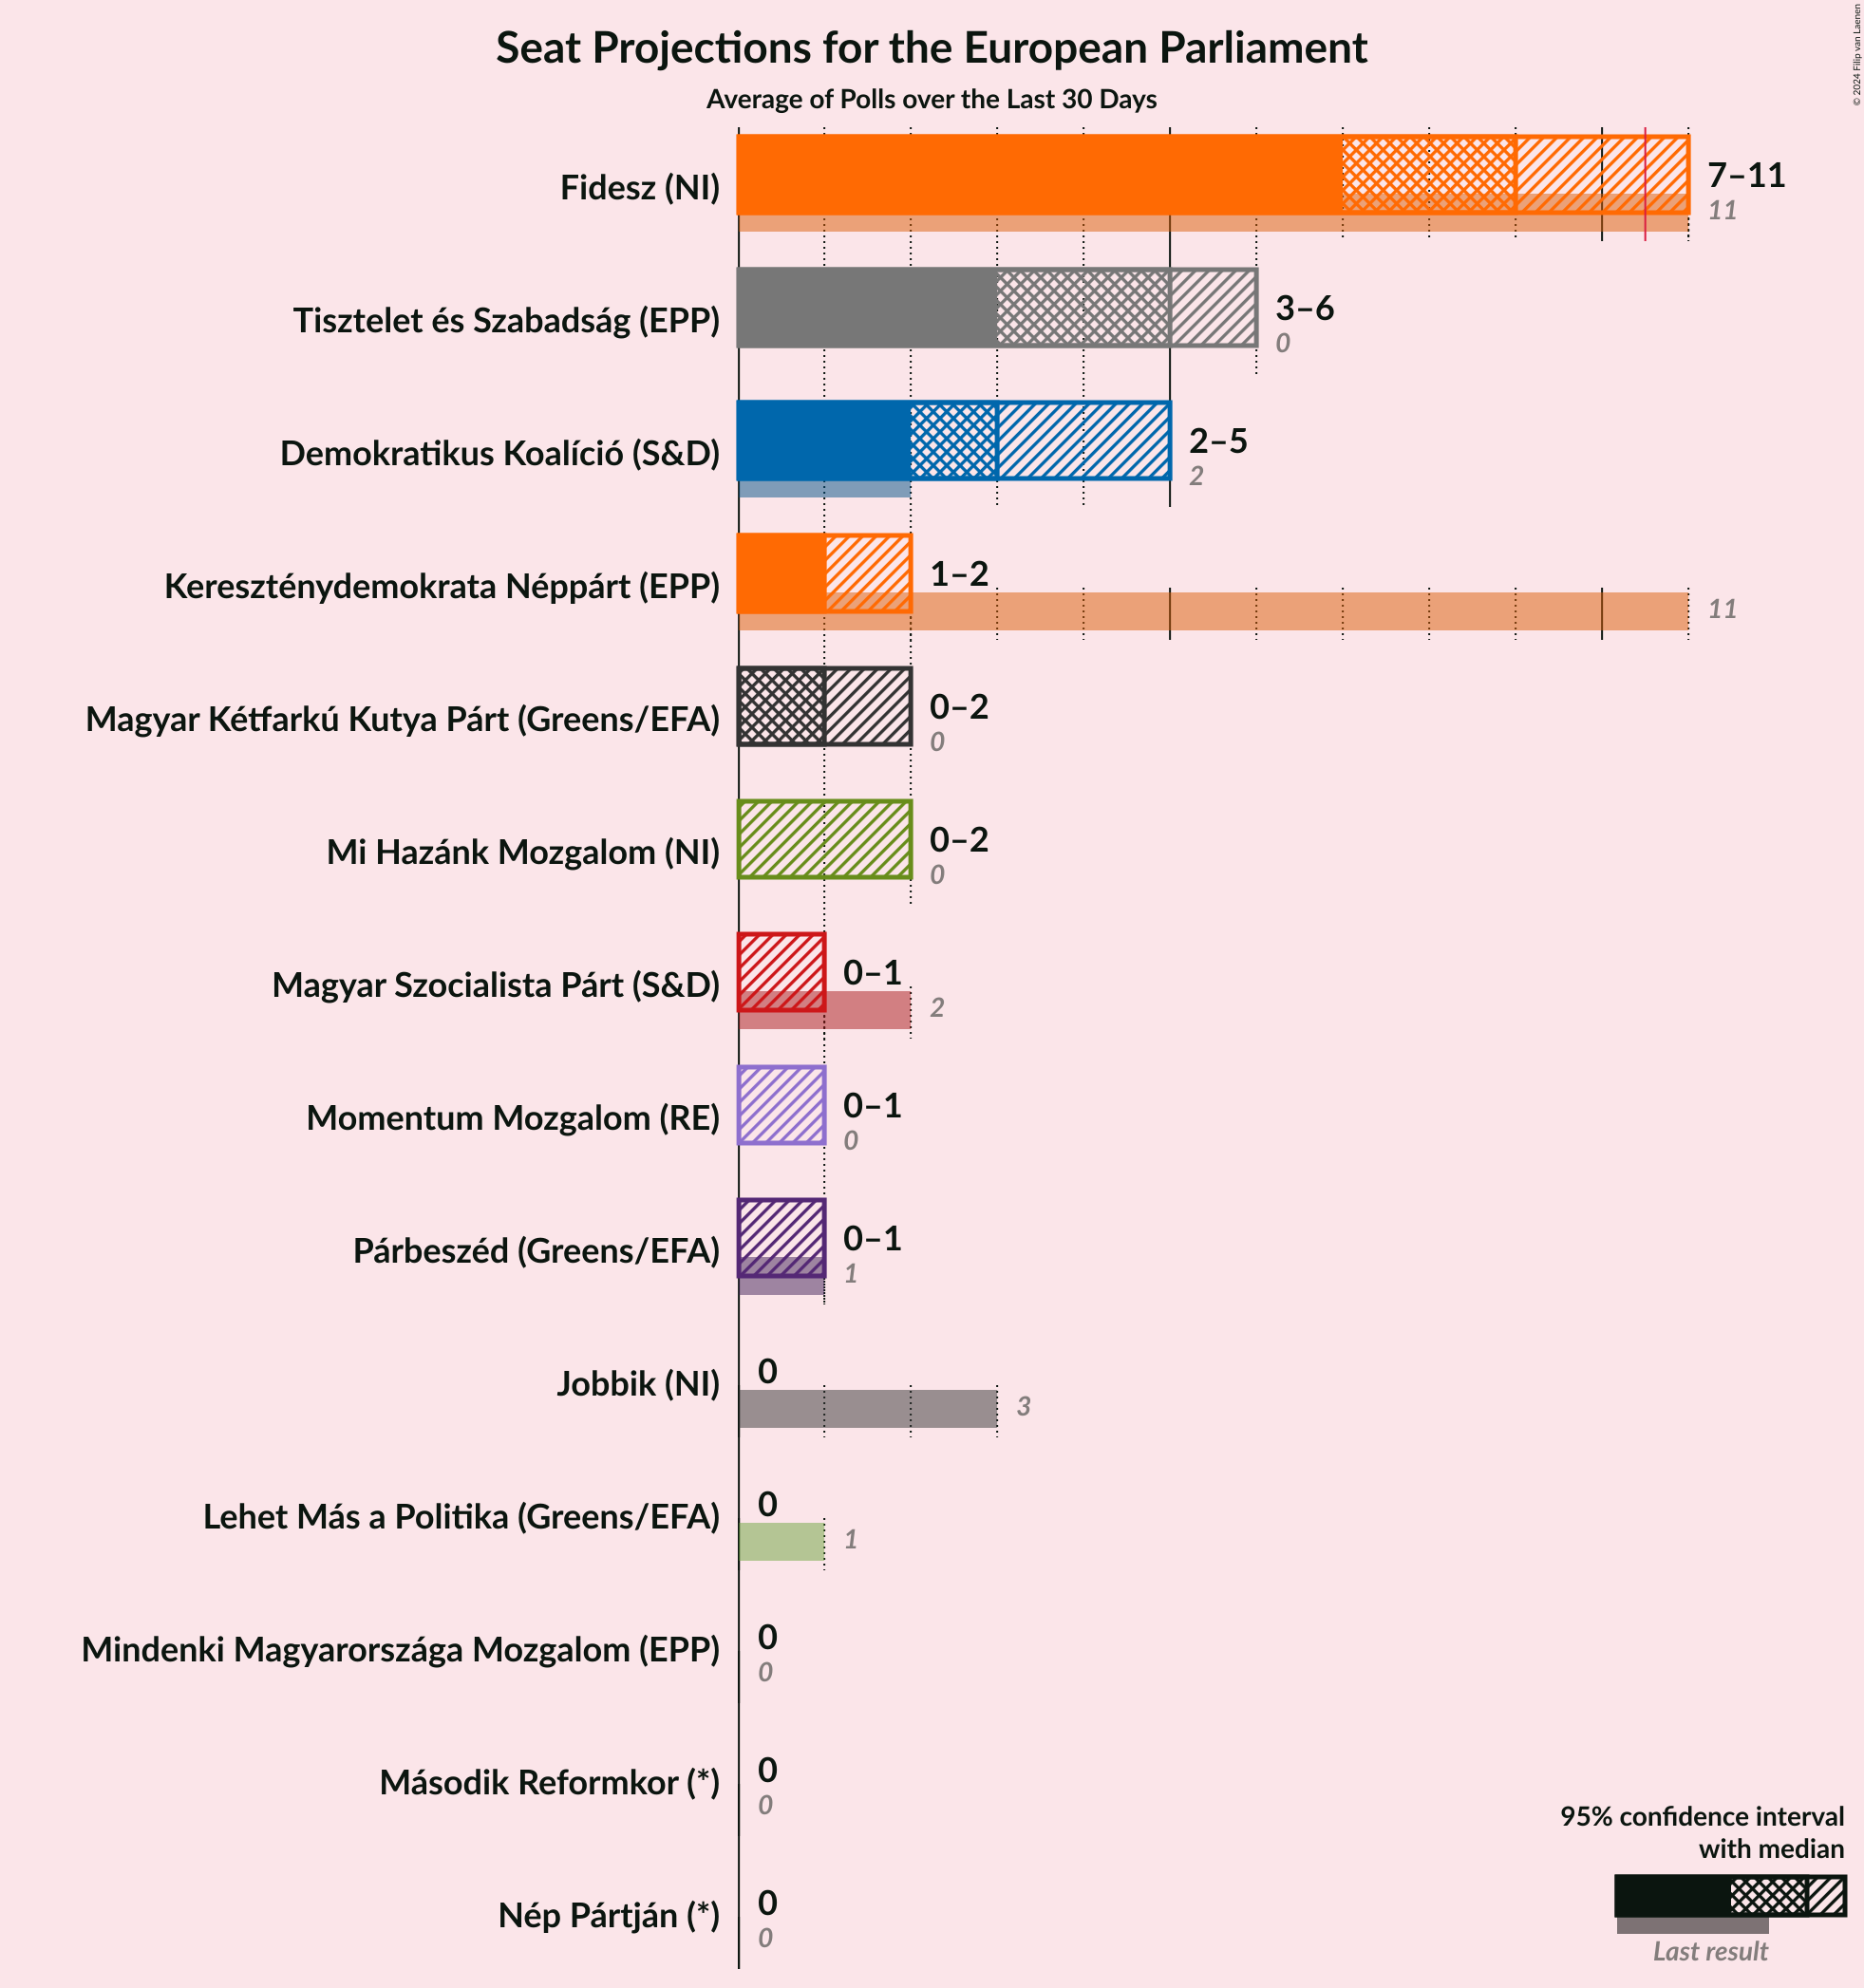 Seat Projections for the European Parliament
Average of Polls over the Last 30 Days
© 2024 Filip van Laenen
Fidesz (NI)
7–11
11
Tisztelet és Szabadság (EPP)
3–6
0
Demokratikus Koalíció (S&D)
2–5
2
Kereszténydemokrata Néppárt (EPP)
1–2
11
Magyar Kétfarkú Kutya Párt (Greens/EFA)
0–2
0
Mi Hazánk Mozgalom (NI)
0–2
0
Magyar Szocialista Párt (S&D)
0–1
2
Momentum Mozgalom (RE)
0–1
0
Párbeszéd (Greens/EFA)
0–1
1
Jobbik (NI)
0
3
Lehet Más a Politika (Greens/EFA)
0
1
Mindenki Magyarországa Mozgalom (EPP)
0
0
Második Reformkor (*)
0
0
Nép Pártján (*)
0
0
95% confidence interval
with median
Last result